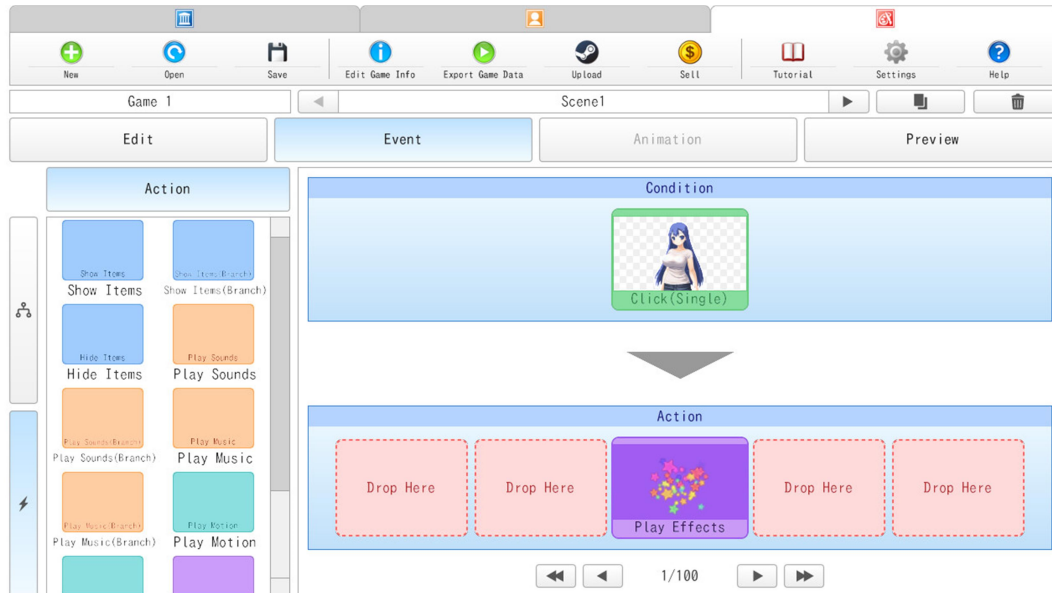 New
Open
Save
Edit Game Info
Export Game Data
Upload
Sell
Tutorial
Settings
Help
Game 1
Scene1
Edit
Event
Animation
Preview
Action
Show Items
Show Items
Show Items(Branch)
Show Items(Branch)
Hide Items
Hide Items
Play Sounds
Play Sounds
Play Sounds(Branch)
Play Sounds(Branch)
Play Music
Play Music
Play Music(Branch)
Play Music(Branch)
Play Motion
Play Motion
Condition
Click(Single)
Action
Drop Here
Drop Here
Play Effects
Drop Here
Drop Here
1/100